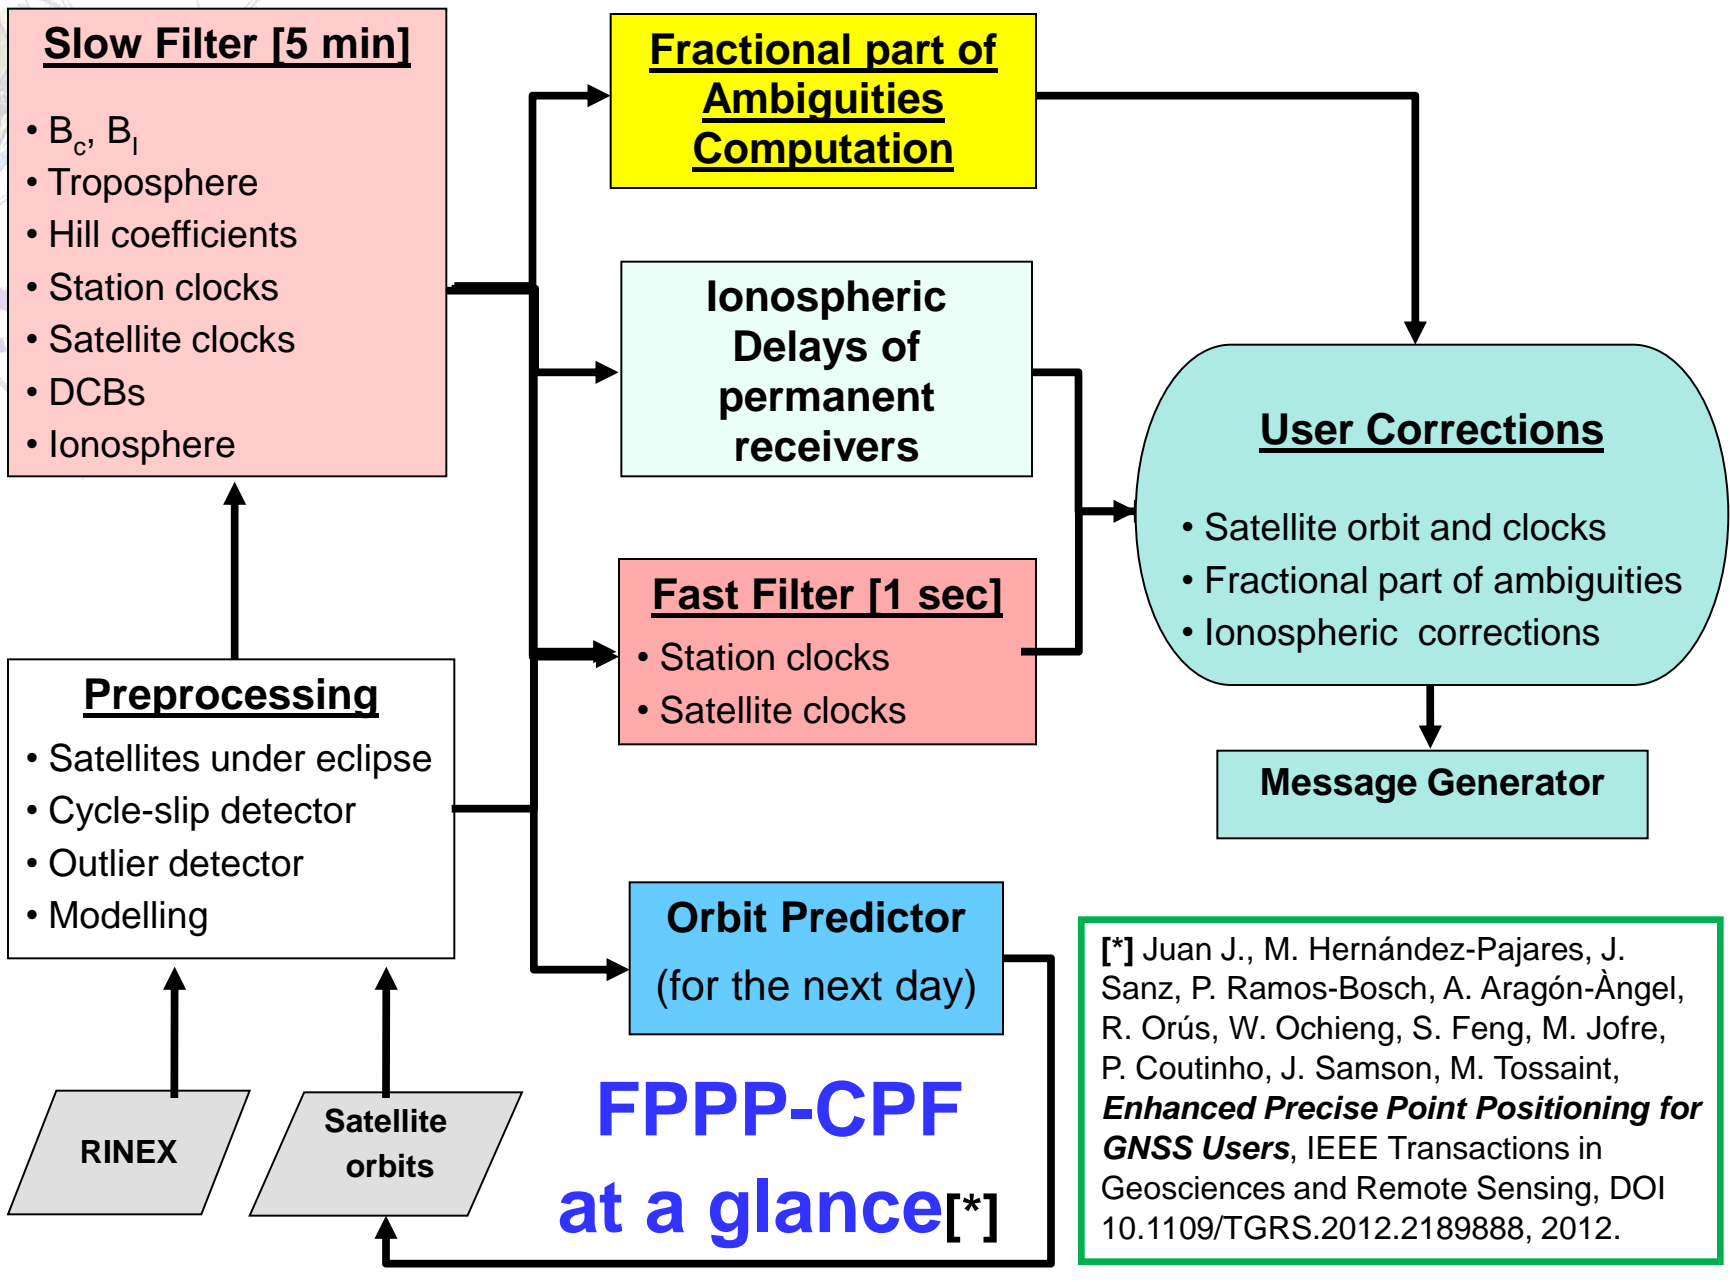 Slow Filter [5 min]
• Bc, Bl
• Troposphere
• Hill coefficients
• Station clocks
• Satellite clocks
• DCBs
• Ionosphere
Fractional part of
Ambiguities
Computation
Ionospheric
Delays of
permanent
receivers
Fast Filter [1 sec]
• Station clocks
• Satellite clocks
User Corrections
• Satellite orbit and clocks
• Fractional part of ambiguities
• Ionospheric corrections
Message Generator
Preprocessing
• Satellites under eclipse
• Cycle-slip detector
• Outlier detector
• Modelling
Orbit Predictor
(for the next day)
RINEX
Satellite
orbits
FPPP-CPF
at a glance[*]
[*] Juan J., M. Hernández-Pajares, J.
Sanz, P. Ramos-Bosch, A. Aragón-Àngel,
R. Orús, W. Ochieng, S. Feng, M. Jofre,
P. Coutinho, J. Samson, M. Tossaint,
Enhanced Precise Point Positioning for
GNSS Users, IEEE Transactions in
Geosciences and Remote Sensing, DOI
10.1109/TGRS.2012.2189888, 2012.